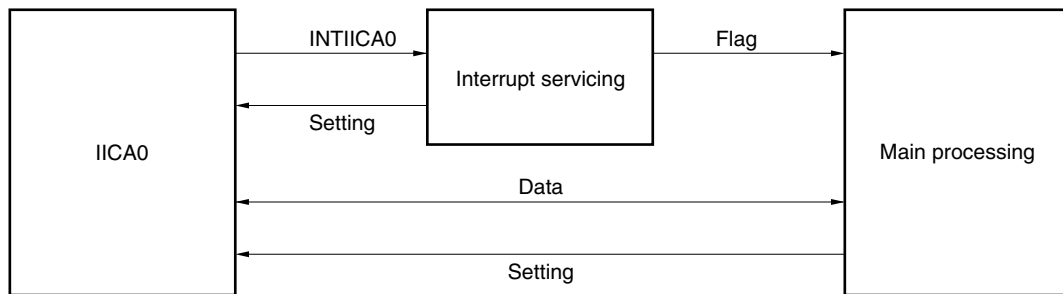 INTIICA0
Flag
Interrupt servicing
Setting
IICA0
Main processing
Data
Setting